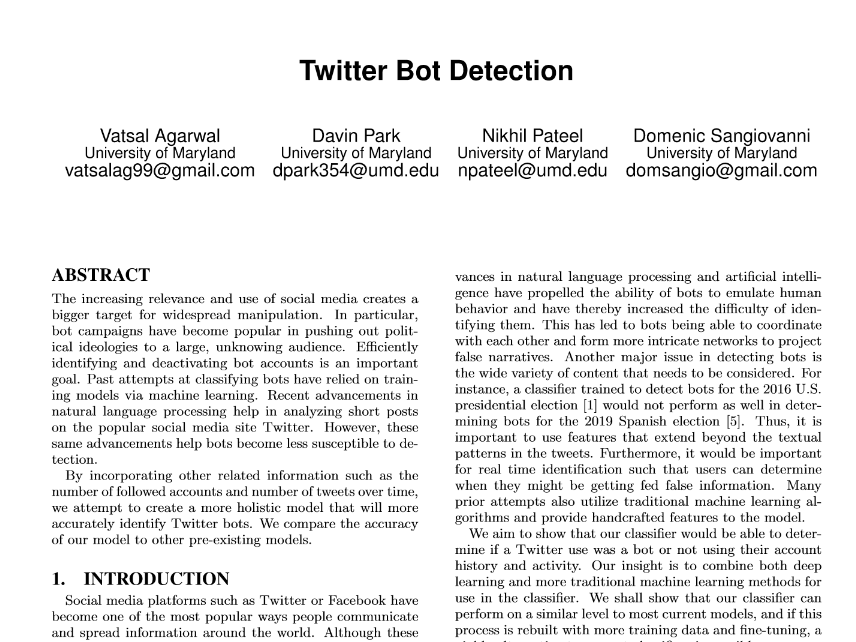 Twitter Bot Detection
Vatsal Agarwal
University of Maryland
vatsalag99@gmail.com
Davin Park
University of Maryland
dpark354@umd.edu
Nikhil Pateel
University of Maryland
npateel@umd.edu
Domenic Sangiovanni
University of Maryland
domsangio@gmail.com
ABSTRACT
The increasing relevance and use of social media creates a
bigger target for widespread manipulation. In particular,
bot campaigns have become popular in pushing out polit-
ical ideologies to a large, unknowing audience. Efficiently
identifying and deactivating bot accounts is an important
goal. Past attempts at classifying bots have relied on train-
ing models via machine learning. Recent advancements in
natural language processing help in analyzing short posts
on the popular social media site Twitter. However, these
same advancements help bots become less susceptible to de-
tection.
By incorporating other related information such as the
number of followed accounts and number of tweets over time,
we attempt to create a more holistic model that will more
accurately identify Twitter bots. We compare the accuracy
of our model to other pre-existing models.
1. INTRODUCTION
Social media platforms such as Twitter or Facebook have
become one of the most popular ways people communicate
and spread information around the world. Although these
vances in natural language processing and artificial intelli-
gence have propelled the ability of bots to emulate human
behavior and have thereby increased the difficulty of iden-
tifying them. This has led to bots being able to coordinate
with each other and form more intricate networks to project
false narratives. Another major issue in detecting bots is
the wide variety of content that needs to be considered. For
instance, a classifier trained to detect bots for the 2016 U.S.
presidential election [1] would not perform as well in deter-
mining bots for the 2019 Spanish election [5]. Thus, it is
important to use features that extend beyond the textual
patterns in the tweets. Furthermore, it would be important
for real time identification such that users can determine
when they might be getting fed false information. Many
prior attempts also utilize traditional machine learning al-
gorithms and provide handcrafted features to the model.
We aim to show that our classifier would be able to deter-
mine if a Twitter use was a bot or not using their account
history and activity. Our insight is to combine both deep
learning and more traditional machine learning methods for
use in the classifier. We shall show that our classifier can
perform on a similar level to most current models, and if this
process is rebuilt with more training data and fine-tuning, a